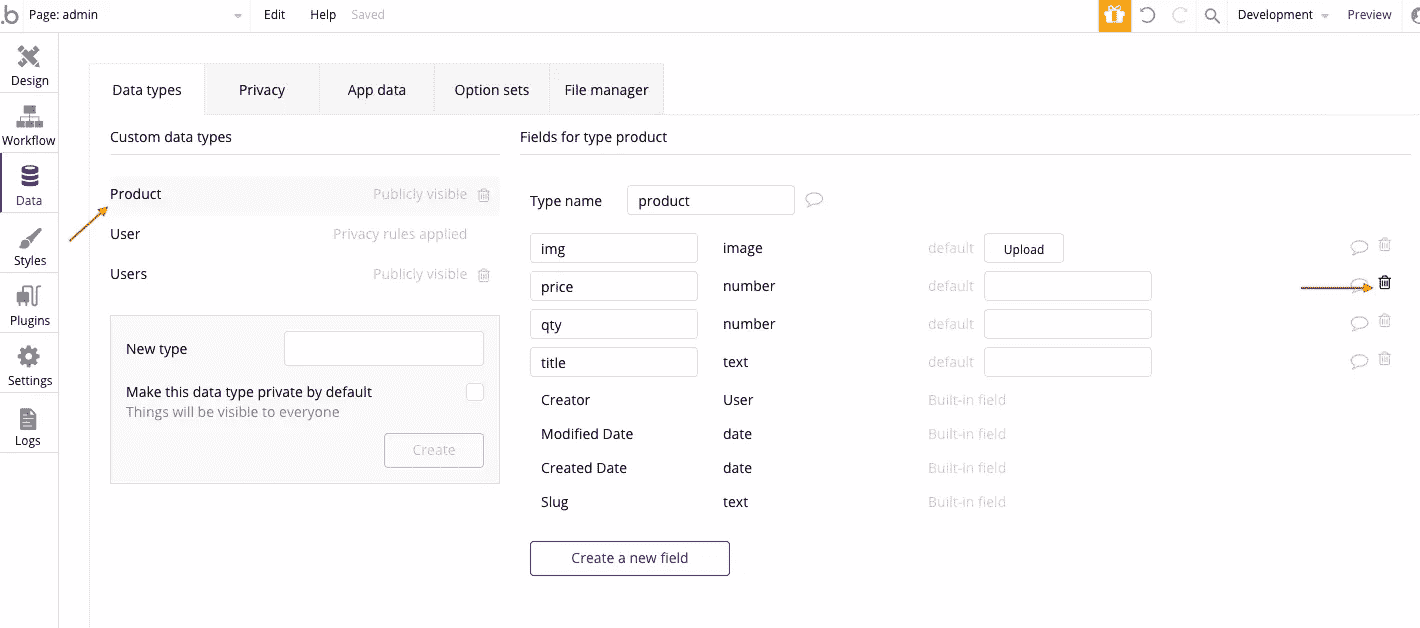 .b Page: admin Edit Help Saved Development Preview
Design
Workflow
Data
Styles
Plugins
Settings
Logs
Data types Privacy App data Option sets File manager
Custom data types
Product Publicly visible
User Privacy rules applied
Users Publicly visible
New type
Make this data type private by default
Things will be visible to everyone
Create
Fields for type product
Type name product
img image default Upload
price number default
qty number default
title text default
Creator User Built-in field
Modified Date date Built-in field
Created Date date Built-in field
Slug text Built-in field
Create a new field